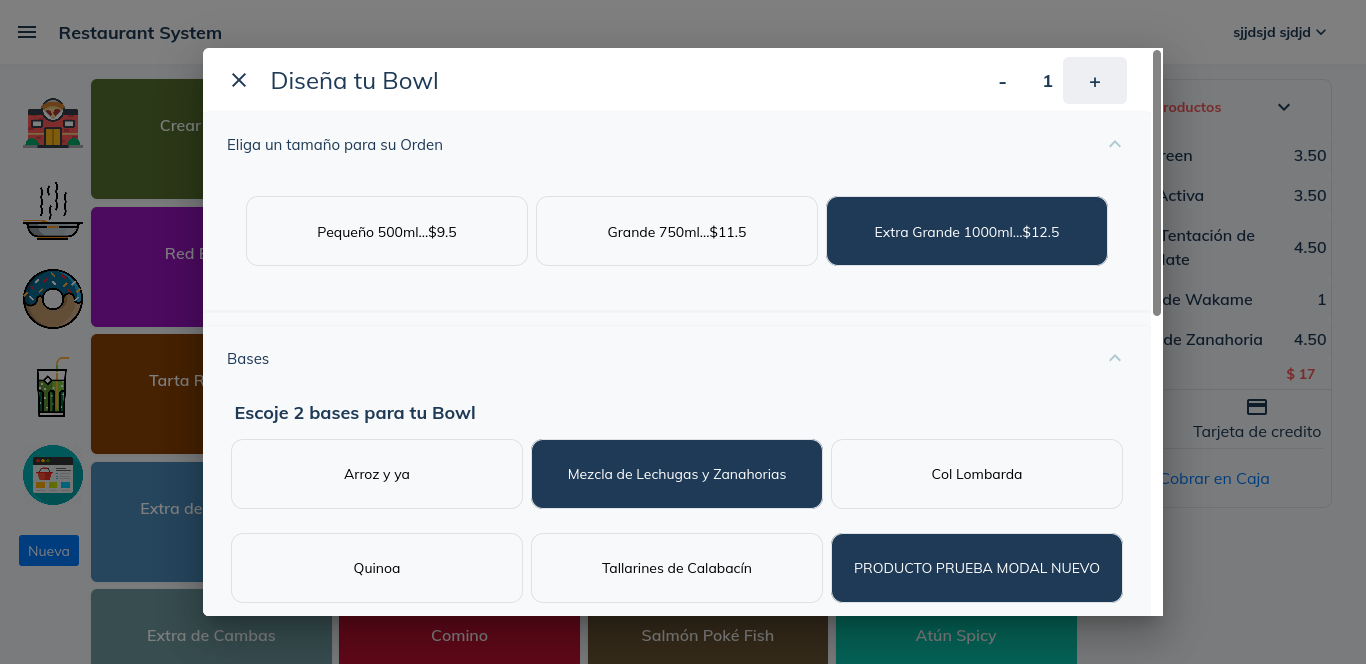 Restaurant System
sjjdsjd sjdjd
Diseña tu Bowl
- 1 +
Eliga un tamaño para su Orden
Pequeño 500ml...$9.5
Grande 750ml...$11.5
Extra Grande 1000ml...$12.5
Bases
Escoje 2 bases para tu Bowl
Arroz y ya
Mezcla de Lechugas y Zanahorias
Col Lombarda
Quinoa
Tallarines de Calabacín
PRODUCTO PRUEBA MODAL NUEVO
Crear
Red
Tarta
Extra de
Nueva
Extra de Cambas
Comino
Salmón Poké Fish
Atún Spicy
3.50
Activa 3.50
Tentación de
4.50
de Wakame 1
de Zanahoria 4.50
$ 17
Tarjeta de credito
Cobrar en Caja